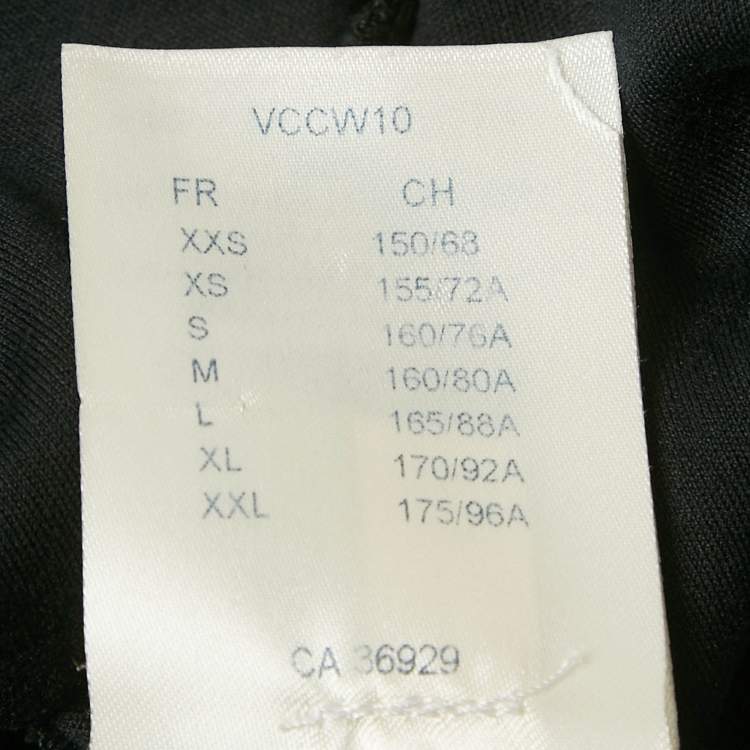 VCCW10
FR CH
XXS 150/68
XS 155/72A
S 160/76A
M 160/80A
L 165/88A
XL 170/92A
XXL 175/96A
CA 36929